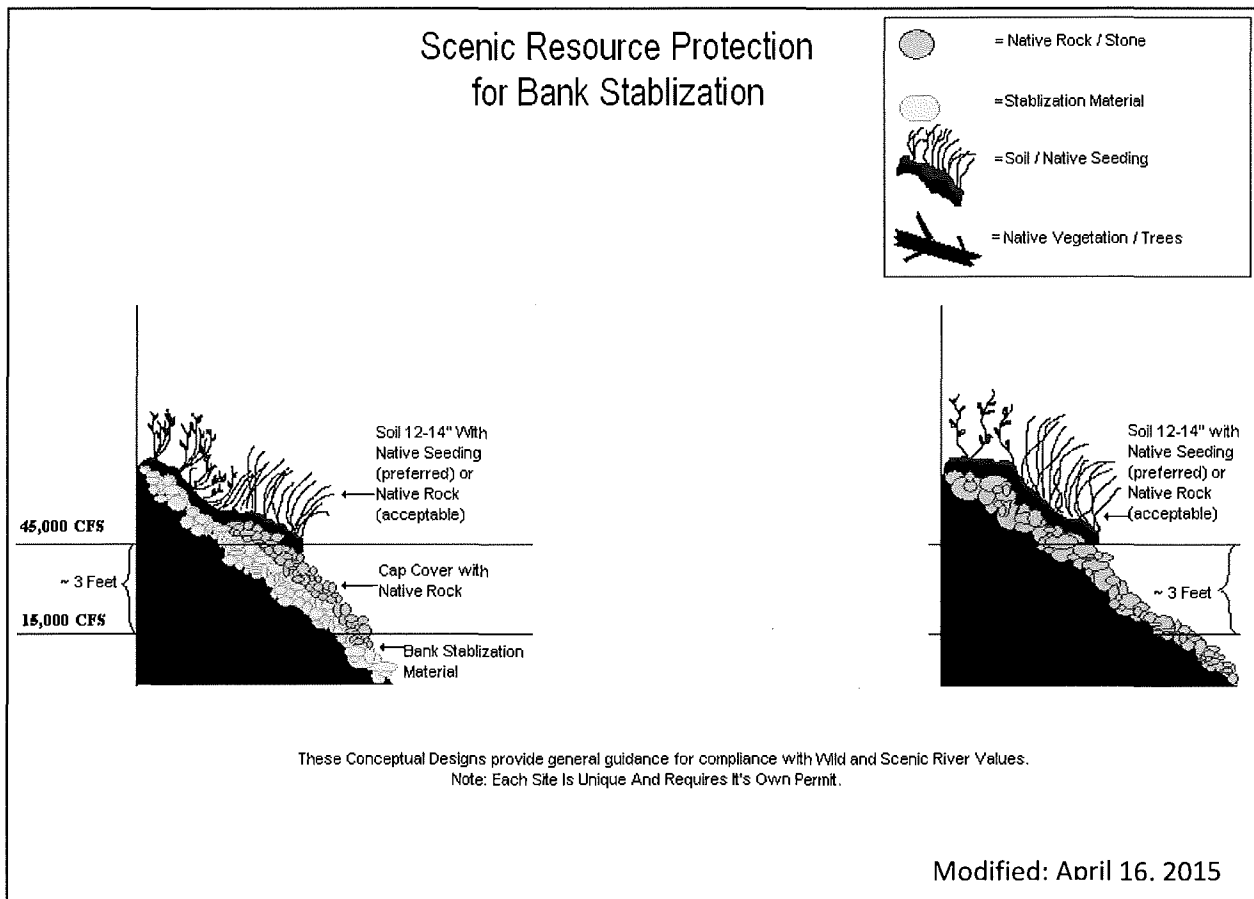 Scenic Resource Protection
for Bank Stablization
= Native Rock / Stone
=Stablization Material
=Soil / Native Seeding
=Native Vegetation / Trees
Soil 12-14" With
Native Seeding
(preferred) or
Native Rock
(acceptable)
45,000 CFS
~ 3 Feet
Cap Cover with
Native Rock
15,000 CFS
Bank Stablization
Material
Soil 12-14" with
Native Seeding
(preferred) or
Native Rock
(acceptable)
~ 3 Feet
These Conceptual Designs provide general guidance for compliance with Wild and Scenic River Values.
Note: Each Site Is Unique And Requires It's Own Permit.
Modified: April 16, 2015